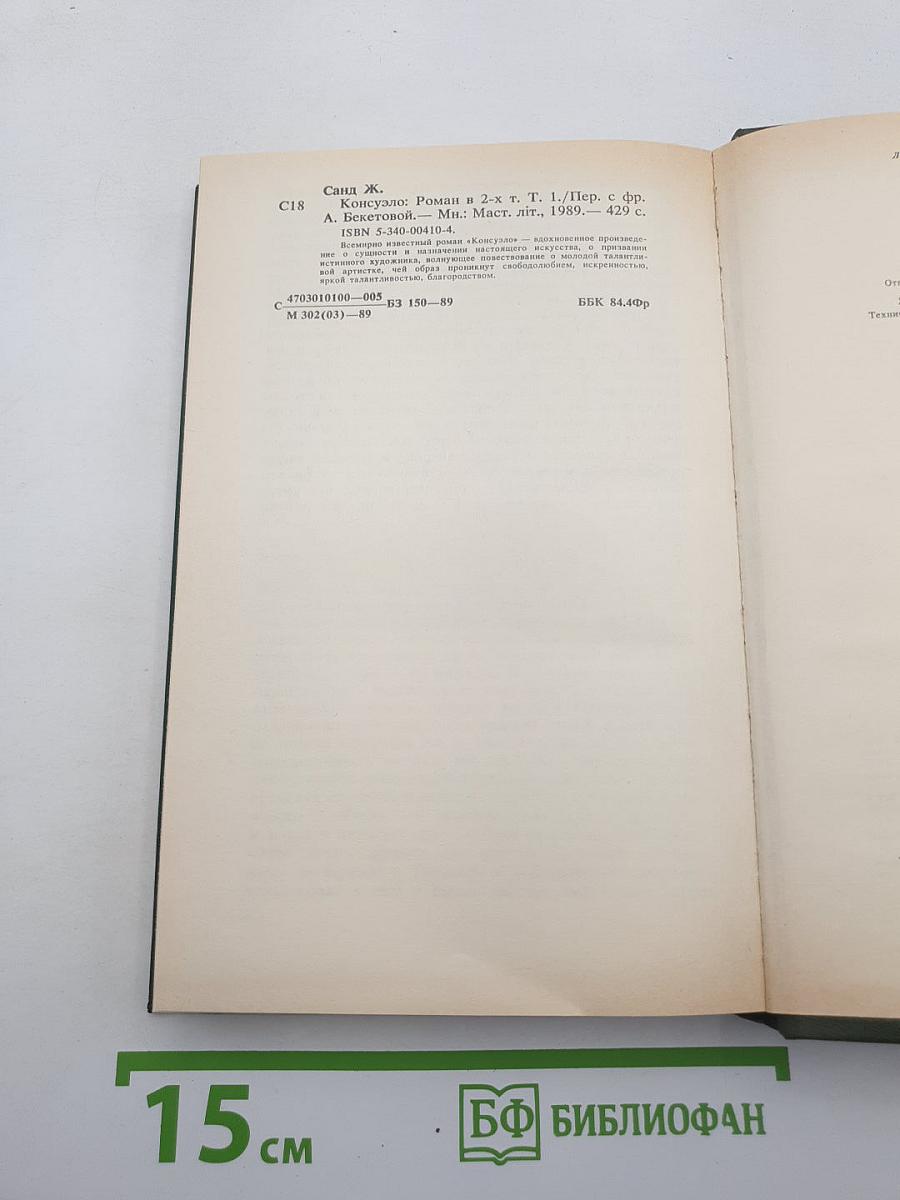 Санд Ж.
С18 Консуэло: Роман в 2-х т. Т. 1./Пер. с фр.
А. Бекетовой.— Мн.: Маст. літ., 1989.— 429 с.
ISBN 5-340-00410-4.
Всемирно известный роман «Консуэло» — вдохновенное произведе-
ние о сущности и назначении настоящего искусства, о призвании
истинного художника, волнующее повествование о молодой талантли-
вой артистке, чей образ проникнут свободолюбием, искренностью,
яркой талантливостью, благородством.
С 4703010100—005 БЗ 150—89 ББК 84.4Фр
М 302(03)—89
Техни
15 см
БФ БИБЛИОФАН